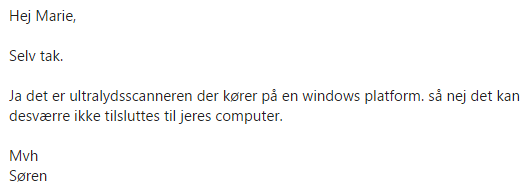 Hej Marie,
Selv tak.
Ja det er ultralydsscanneren der kører på en windows platform. så nej det kan
desværre ikke tilsluttes til jeres computer.
Mvh
Søren